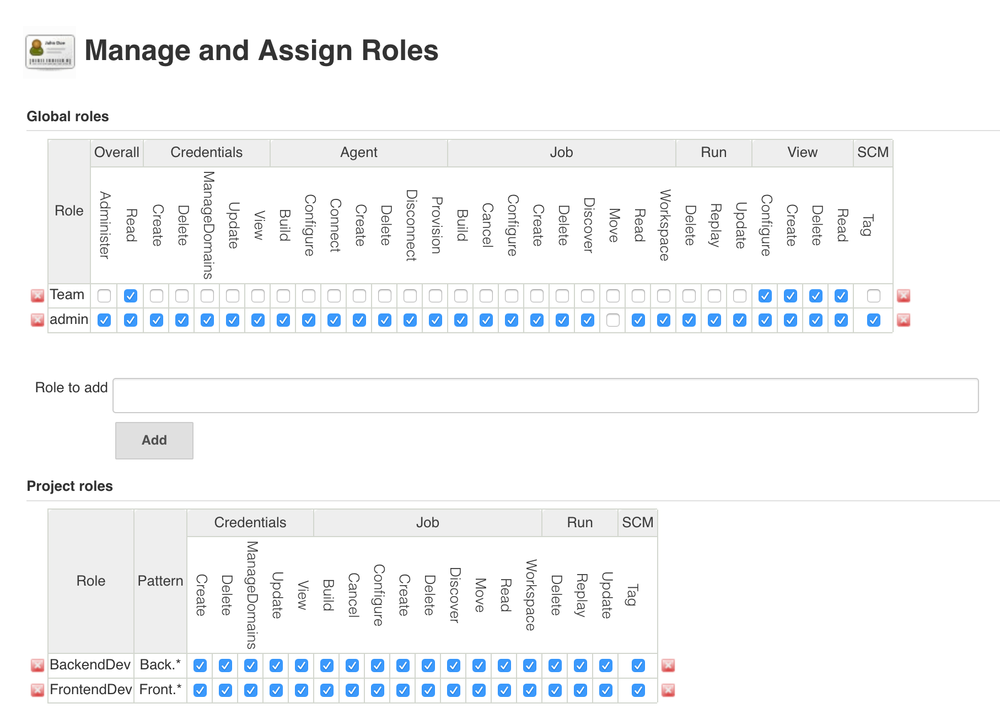 John Doe
Manage and Assign Roles
Global roles
Role
Overall Credentials Agent Job Run View SCM
Administer Read Create Delete ManageDomains Update View Build Configure Connect Create Delete Disconnect Provision Build Cancel Configure Create Delete Discover Move Read Workspace Delete Replay Update Configure Create Delete Read Tag
Team
admin
Role to add
Add
Project roles
Role Pattern
Credentials Job Run SCM
Create Delete ManageDomains Update View Build Cancel Configure Create Delete Discover Move Read Workspace Delete Replay Update Tag
BackendDev Back.*
FrontendDev Front.*